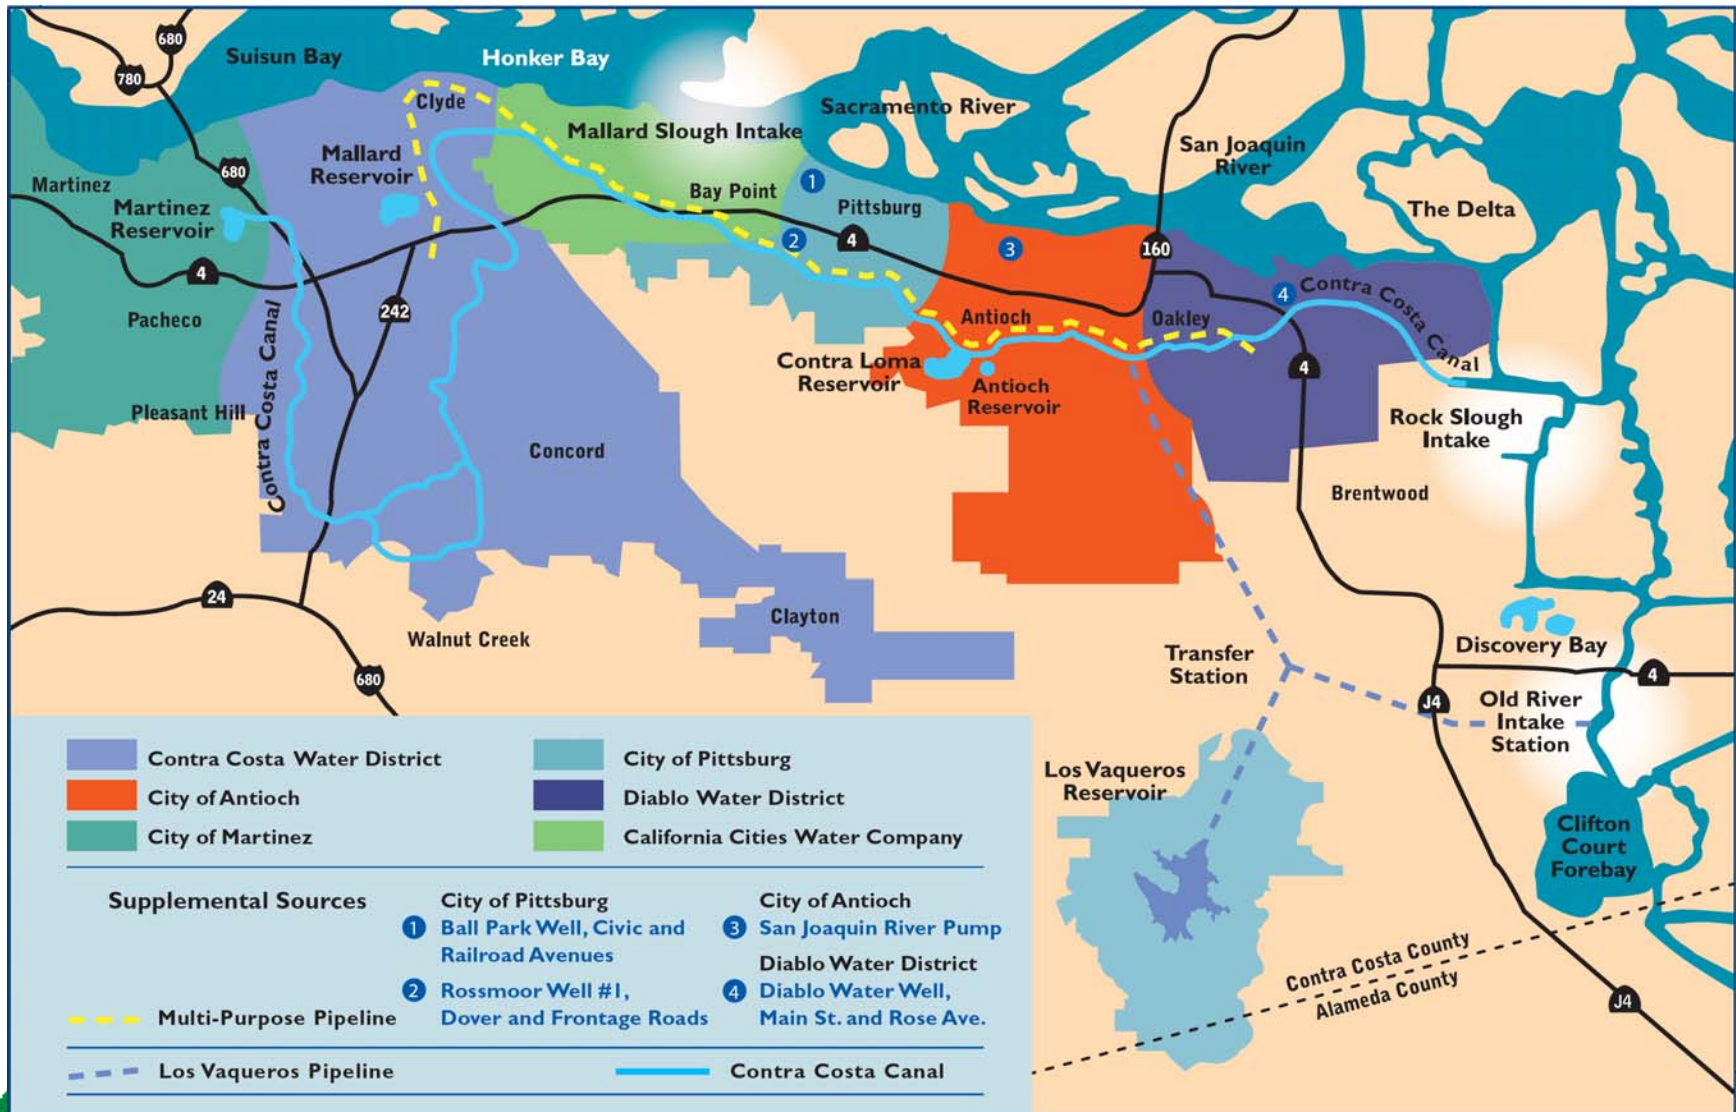 680
780
Suisun Bay
Honker Bay
Clyde
Sacramento River
Mallard Slough Intake
San Joaquin
River
Mallard
Reservoir
680
Martinez
Bay Point
1
Martinez
Reservoir
Pittsburg
The Delta
2
4
3
160
4
Contra Costa Canal
4
242
Pacheco
Antioch
Oakley
Contra Loma
Reservoir
Antioch
Reservoir
4
Pleasant Hill
Contra Costa Canal
Rock Slough
Intake
Concord
Brentwood
24
Clayton
Walnut Creek
Discovery Bay
Transfer
Station
680
4
J4
Old River
Intake
Station
Los Vaqueros
Reservoir
Clifton
Court
Forebay
Contra Costa County
Alameda County
J4
Contra Costa Water District
City of Antioch
City of Martinez
City of Pittsburg
Diablo Water District
California Cities Water Company
Supplemental Sources
City of Pittsburg
1 Ball Park Well, Civic and
Railroad Avenues
2 Rossmoor Well #1,
Dover and Frontage Roads
City of Antioch
3 San Joaquin River Pump
Diablo Water District
4 Diablo Water Well,
Main St. and Rose Ave.
Multi-Purpose Pipeline
Los Vaqueros Pipeline
Contra Costa Canal